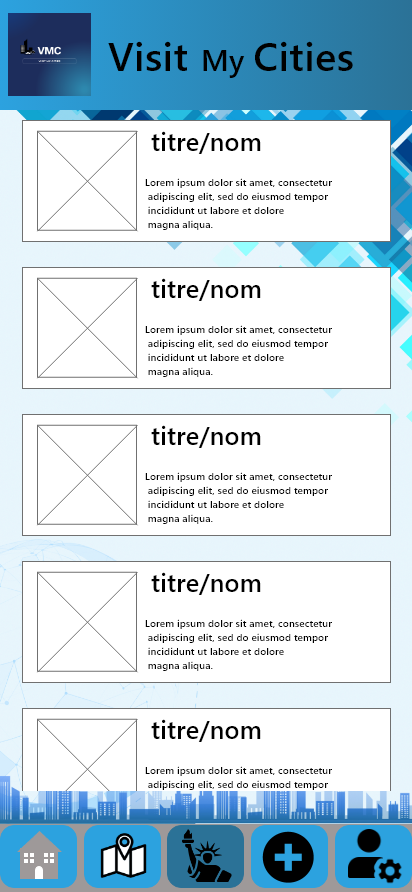 VMC
Visit My Cities
titre/nom
Lorem ipsum dolor sit amet, consectetur
adipiscing elit, sed do eiusmod tempor
incididunt ut labore et dolore
magna aliqua.
titre/nom
Lorem ipsum dolor sit amet, consectetur
adipiscing elit, sed do eiusmod tempor
incididunt ut labore et dolore
magna aliqua.
titre/nom
Lorem ipsum dolor sit amet, consectetur
adipiscing elit, sed do eiusmod tempor
incididunt ut labore et dolore
magna aliqua.
titre/nom
Lorem ipsum dolor sit amet, consectetur
adipiscing elit, sed do eiusmod tempor
incididunt ut labore et dolore
magna aliqua.
titre/nom
Lorem ipsum dolor sit amet, consectetur
adipiscing elit, sed do eiusmod tempor